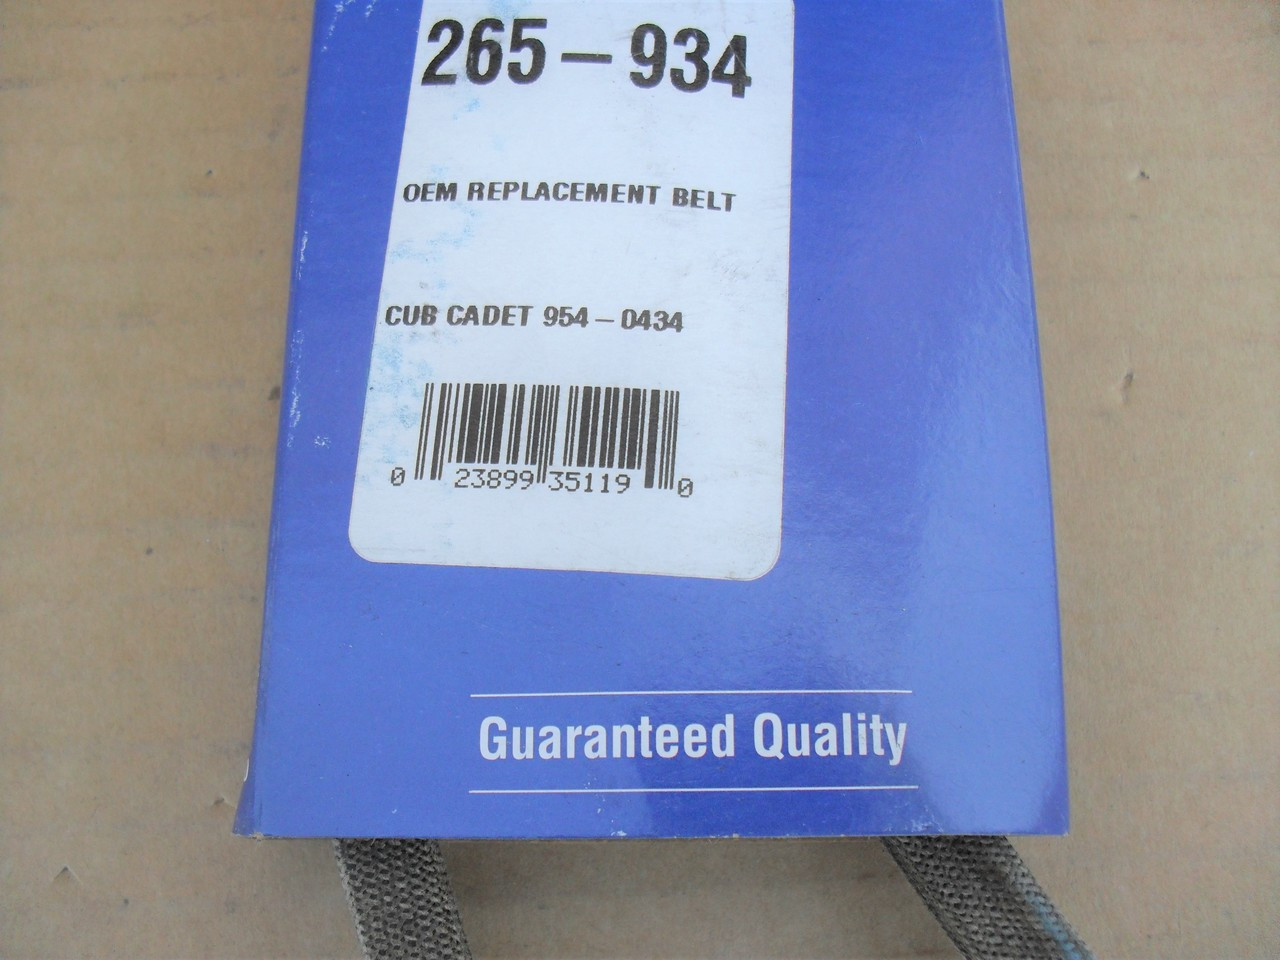 265-934
OEM REPLACEMENT BELT
CUB CADET 954-0434
0 23899 35119 0
Guaranteed Quality